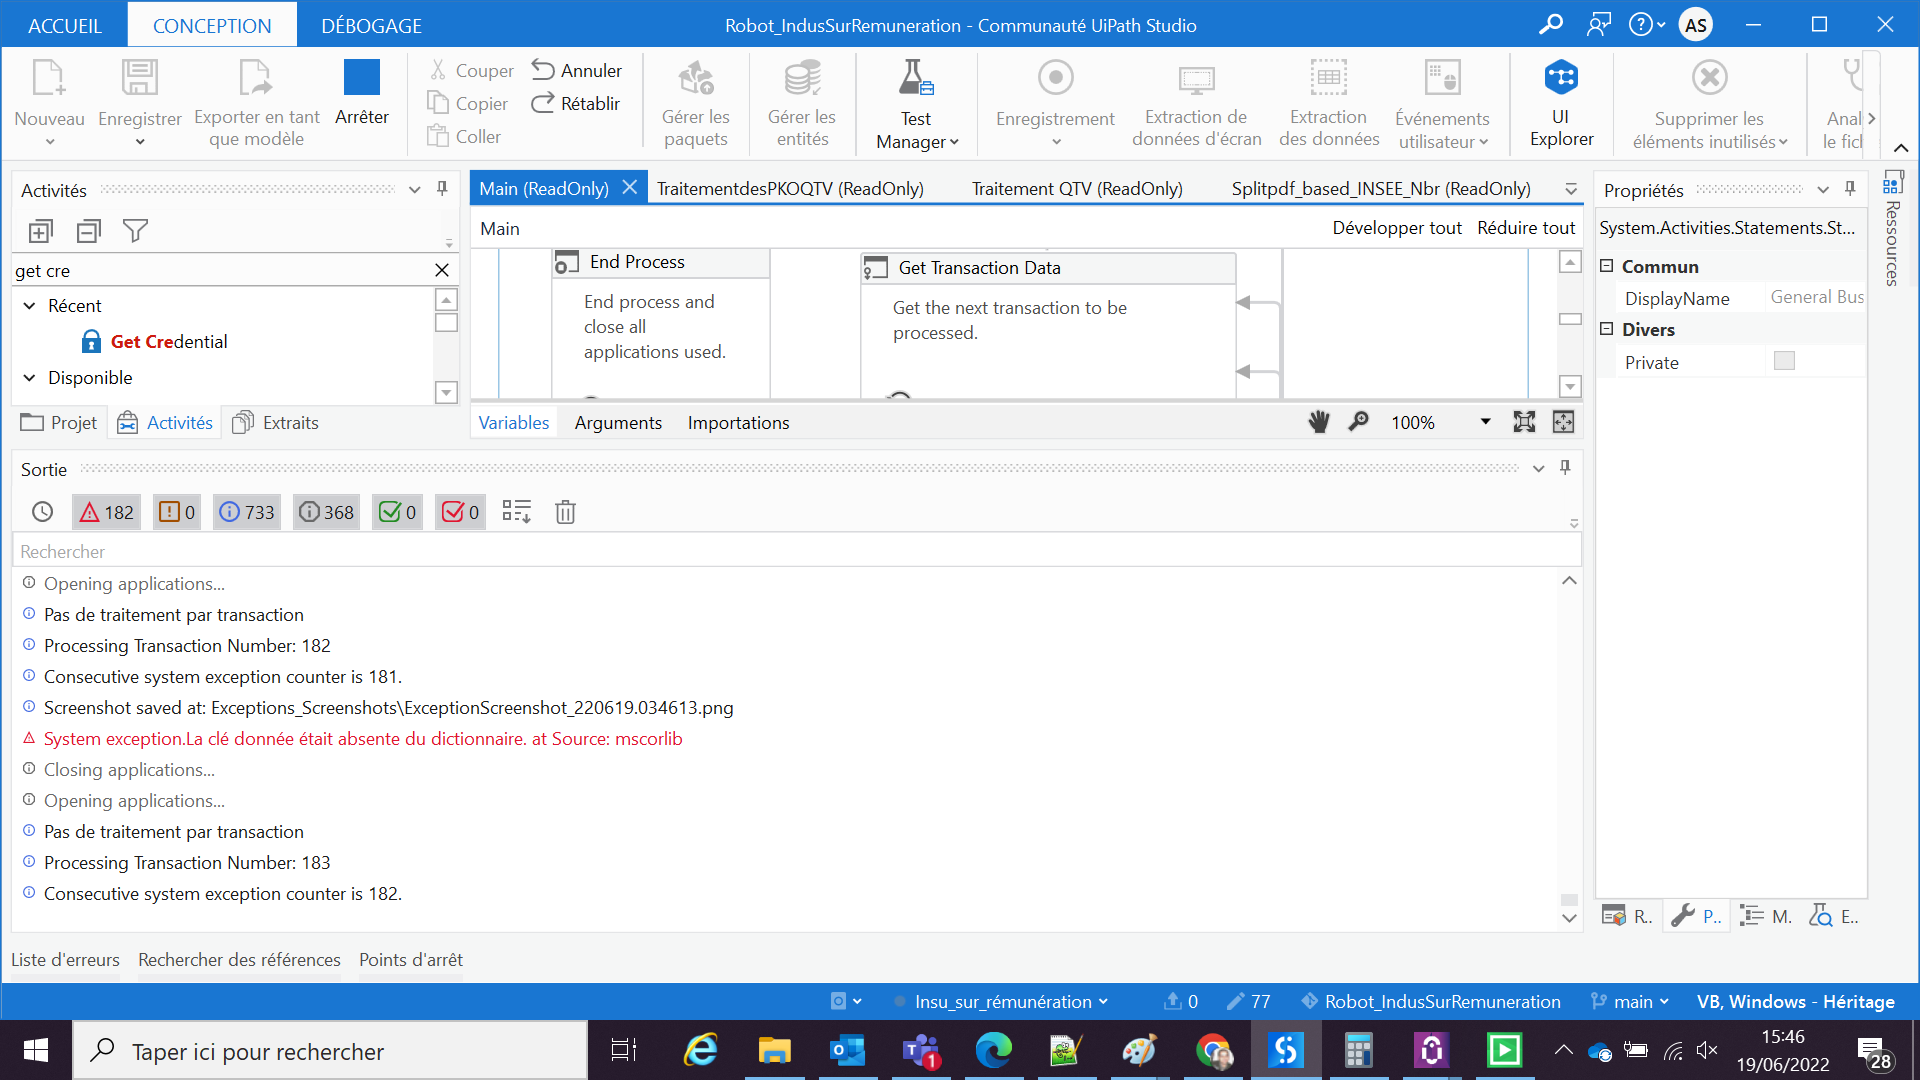 ACCUEIL
CONCEPTION
DÉBOGAGE
Robot_IndusSurRemuneration - Communauté UiPath Studio
AS
Nouveau
Enregistrer
Exporter en tant
que modèle
Arrêter
Couper
Copier
Coller
Annuler
Rétablir
Gérer les
paquets
Gérer les
entités
Test
Manager
Enregistrement
Extraction de
données d'écran
Extraction
des données
Événements
utilisateur
UI
Explorer
Supprimer les
éléments inutilisés
Anal
le fich
Activités
get cre
Récent
Get Credential
Disponible
Projet
Activités
Extraits
Main (ReadOnly)
TraitementdesPKOQTV (ReadOnly)
Traitement QTV (ReadOnly)
Splitpdf_based_INSEE_Nbr (ReadOnly)
Main
Développer tout
Réduire tout
End Process
End process and
close all
applications used.
Get Transaction Data
Get the next transaction to be
processed.
Variables
Arguments
Importations
100%
Propriétés
System.Activities.Statements.St...
Commun
DisplayName
General Bus
Divers
Private
Ressources
Sortie
182
0
733
368
0
0
Rechercher
Opening applications...
Pas de traitement par transaction
Processing Transaction Number: 182
Consecutive system exception counter is 181.
Screenshot saved at: Exceptions_Screenshots\ExceptionScreenshot_220619.034613.png
System exception.La clé donnée était absente du dictionnaire. at Source: mscorlib
Closing applications...
Opening applications...
Pas de traitement par transaction
Processing Transaction Number: 183
Consecutive system exception counter is 182.
R..
P..
M.
E..
Liste d'erreurs
Rechercher des références
Points d'arrêt
Insu_sur_rémunération
0
77
Robot_IndusSurRemuneration
main
VB, Windows - Héritage
Taper ici pour rechercher
1
15:46
19/06/2022
28